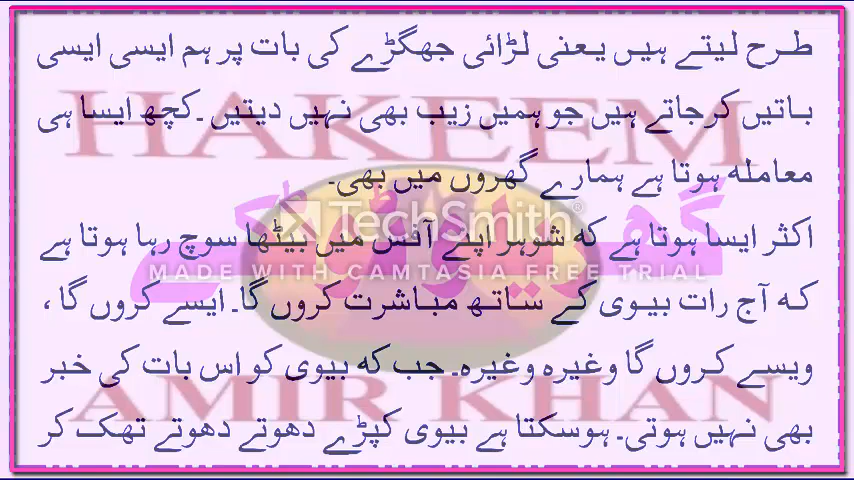 طرح لیتے ہیں یعنی لڑائی جھگڑے کی بات پر ہم ایسی ایسی
باتیں کر جاتے ہیں جو ہمیں زیب بھی نہیں دیتیں۔ کچھ ایسا ہی
معاملہ ہوتا ہے ہمارے گھروں میں بھی۔
اکثر ایسا ہوتا ہے کہ شوہر اپنے آفس میں بیٹھا سوچ رہا ہوتا ہے
کہ آج رات بیوی کے ساتھ مباشرت کروں گا۔ ایسے کروں گا،
ویسے کروں گا وغیرہ وغیرہ۔ جب کہ بیوی کو اس بات کی خبر
بھی نہیں ہوتی۔ ہوسکتا ہے بیوی کپڑے دھوتے دھوتے تھک کر
HAKEEM
AMIR KHAN
TechSmith®
MADE WITH CAMTASIA FREE TRIAL